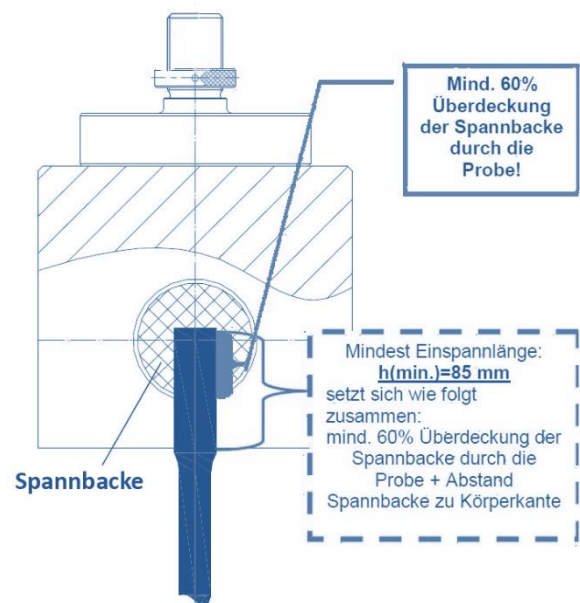 Mind. 60%
Überdeckung
der Spannbacke
durch die
Probe!
Mindest Einspannlänge:
h(min.)=85 mm
setzt sich wie folgt
zusammen:
mind. 60% Überdeckung der
Spannbacke durch die
Probe + Abstand
Spannbacke zu Körperkante
Spannbacke